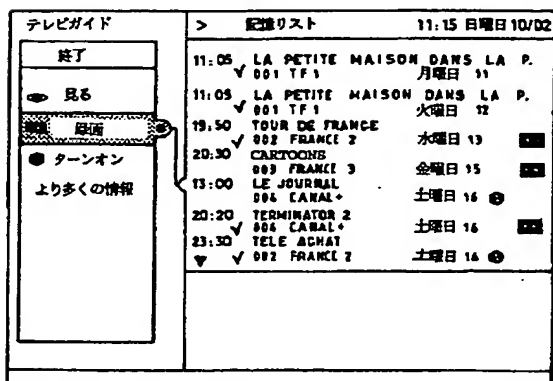 テレビガイド
> 記憶リスト 11:15 日曜日 10/02
終了
見る
録画
ターンオン
より多くの情報
11:05 LA PETITE MAISON DANS LA P.
✓ 001 TF1 月曜日 11
11:05 LA PETITE MAISON DANS LA P.
✓ 001 TF1 火曜日 12
19:50 TOUR DE FRANCE
✓ 002 FRANCE 2 水曜日 13
20:30 CARTOONS
003 FRANCE 3 金曜日 15
13:00 LE JOURNAL
004 CANAL+ 土曜日 16
20:20 TERMINATOR 2
✓ 004 CANAL+ 土曜日 16
23:30 TELE ACHAT
▼ ✓ 002 FRANCE 2 土曜日 16